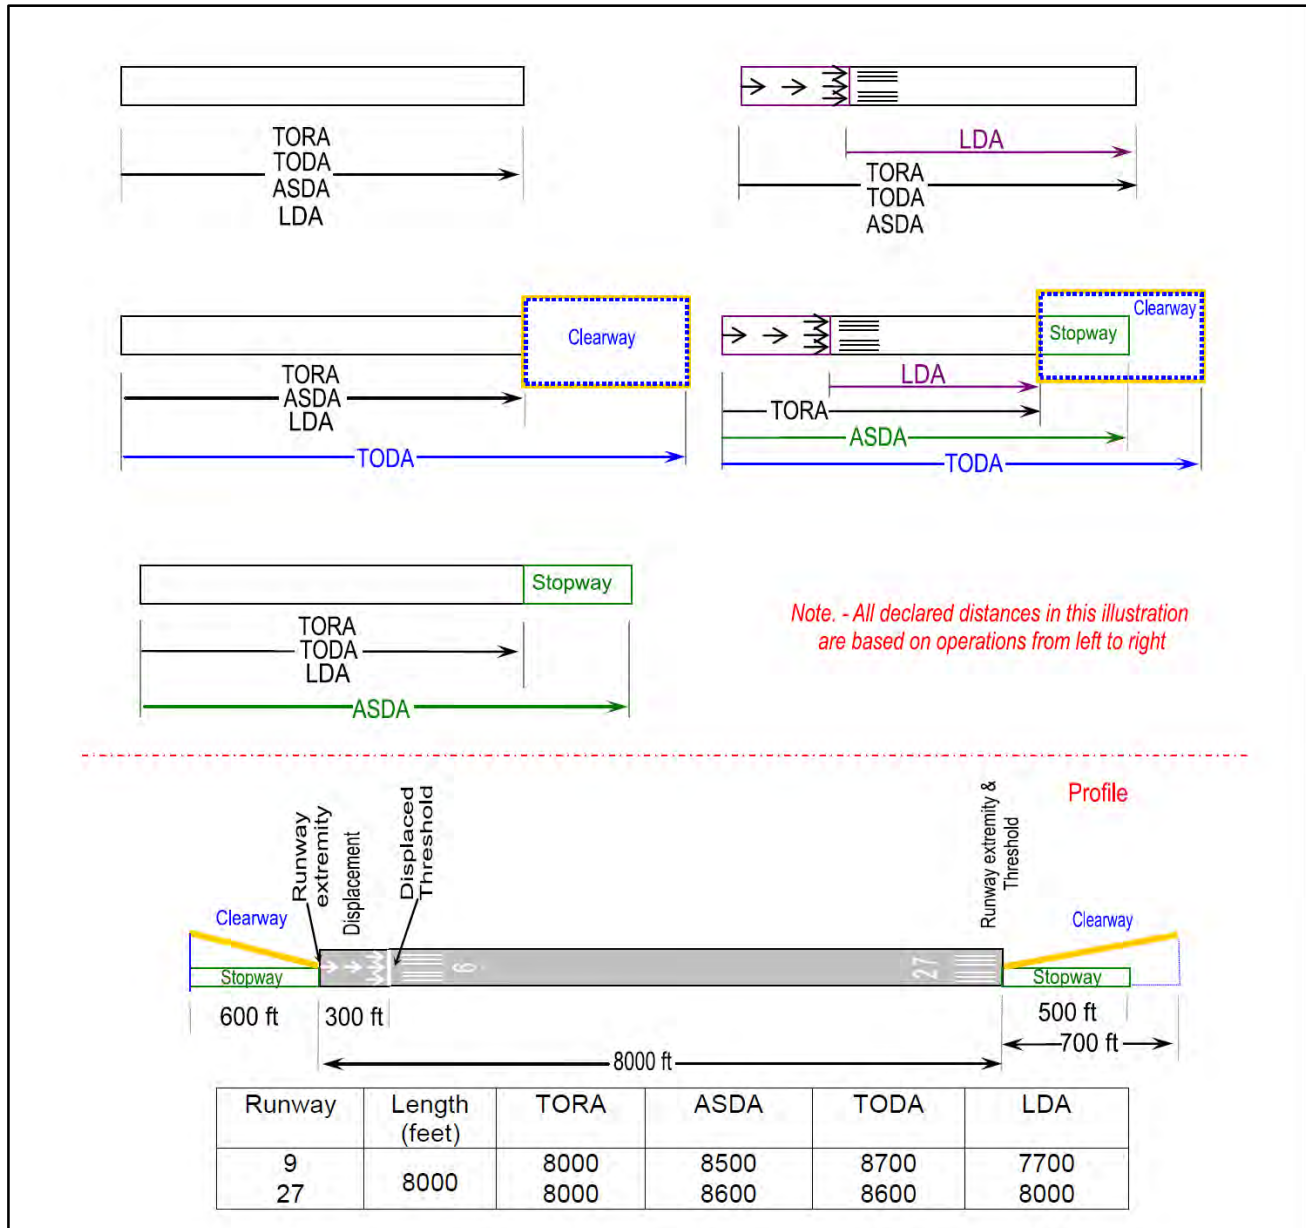 TORA
TODA
ASDA
LDA
LDA
TORA
TODA
ASDA
Clearway
TORA
ASDA
LDA
TODA
Clearway
Stopway
LDA
TORA
ASDA
TODA
Stopway
TORA
TODA
LDA
ASDA
Note. - All declared distances in this illustration
are based on operations from left to right
Profile
Runway
extremity
Displacement
Displaced
Threshold
Runway extremity &
Threshold
Clearway
Clearway
Stopway
9
27
Stopway
600 ft
300 ft
500 ft
700 ft
8000 ft
Runway Length (feet) TORA ASDA TODA LDA
9 8000 8000 8500 8700 7700
27 8000 8600 8600 8000